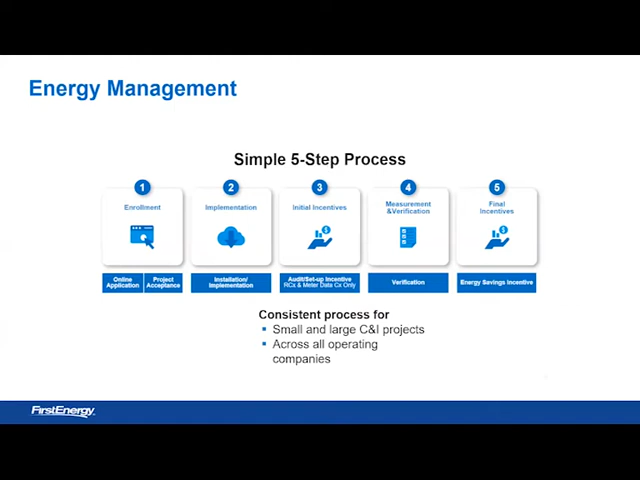 Energy Management
Simple 5-Step Process
1
2
3
4
5
Enrollment
Implementation
Initial Incentives
Measurement
&Verification
Final
Incentives
Online
Application
Project
Acceptance
Installation/
Implementation
Audit/Set-up Incentive
RCx & Meter Data Cx Only
Verification
Energy Savings Incentive
Consistent process for
▪ Small and large C&I projects
▪ Across all operating
companies
FirstEnergy